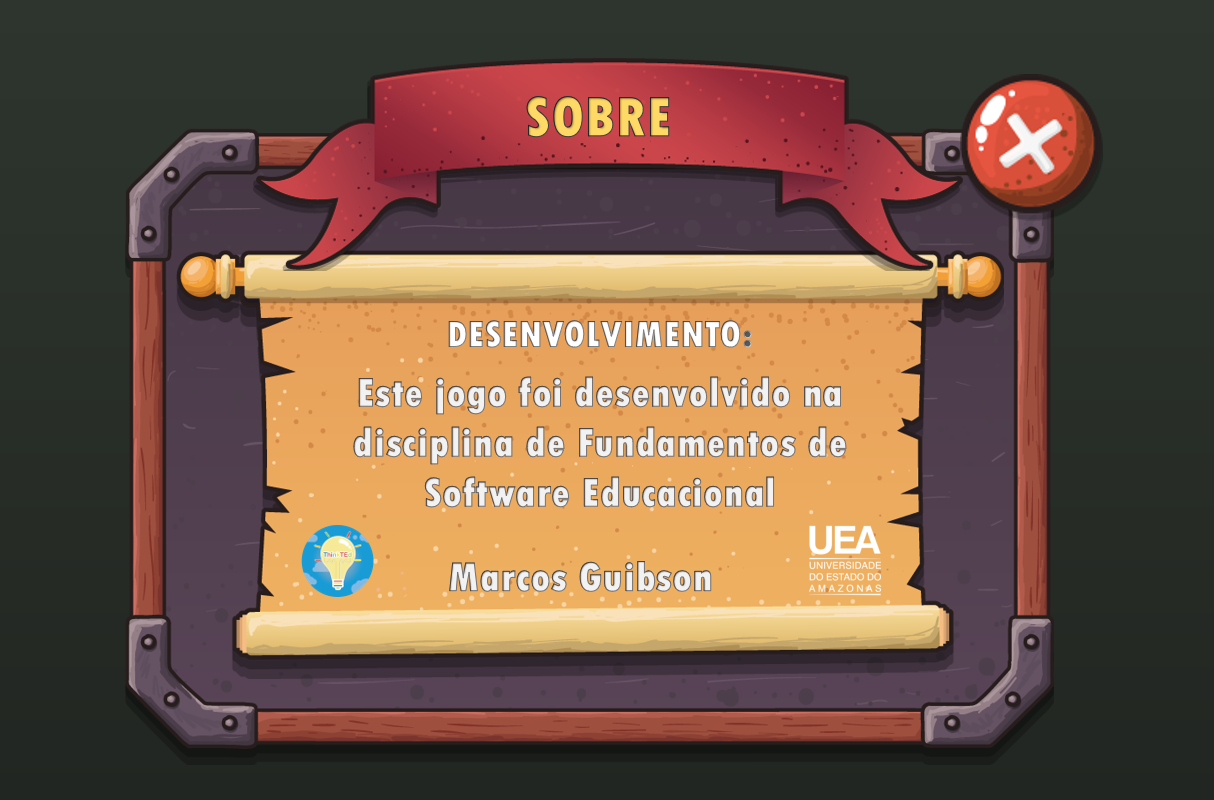 SOBRE
DESENVOLVIMENTO:
Este jogo foi desenvolvido na
disciplina de Fundamentos de
Software Educacional
ThinkTEd
Marcos Guibson
UEA
UNIVERSIDADE
DO ESTADO DO
AMAZONAS